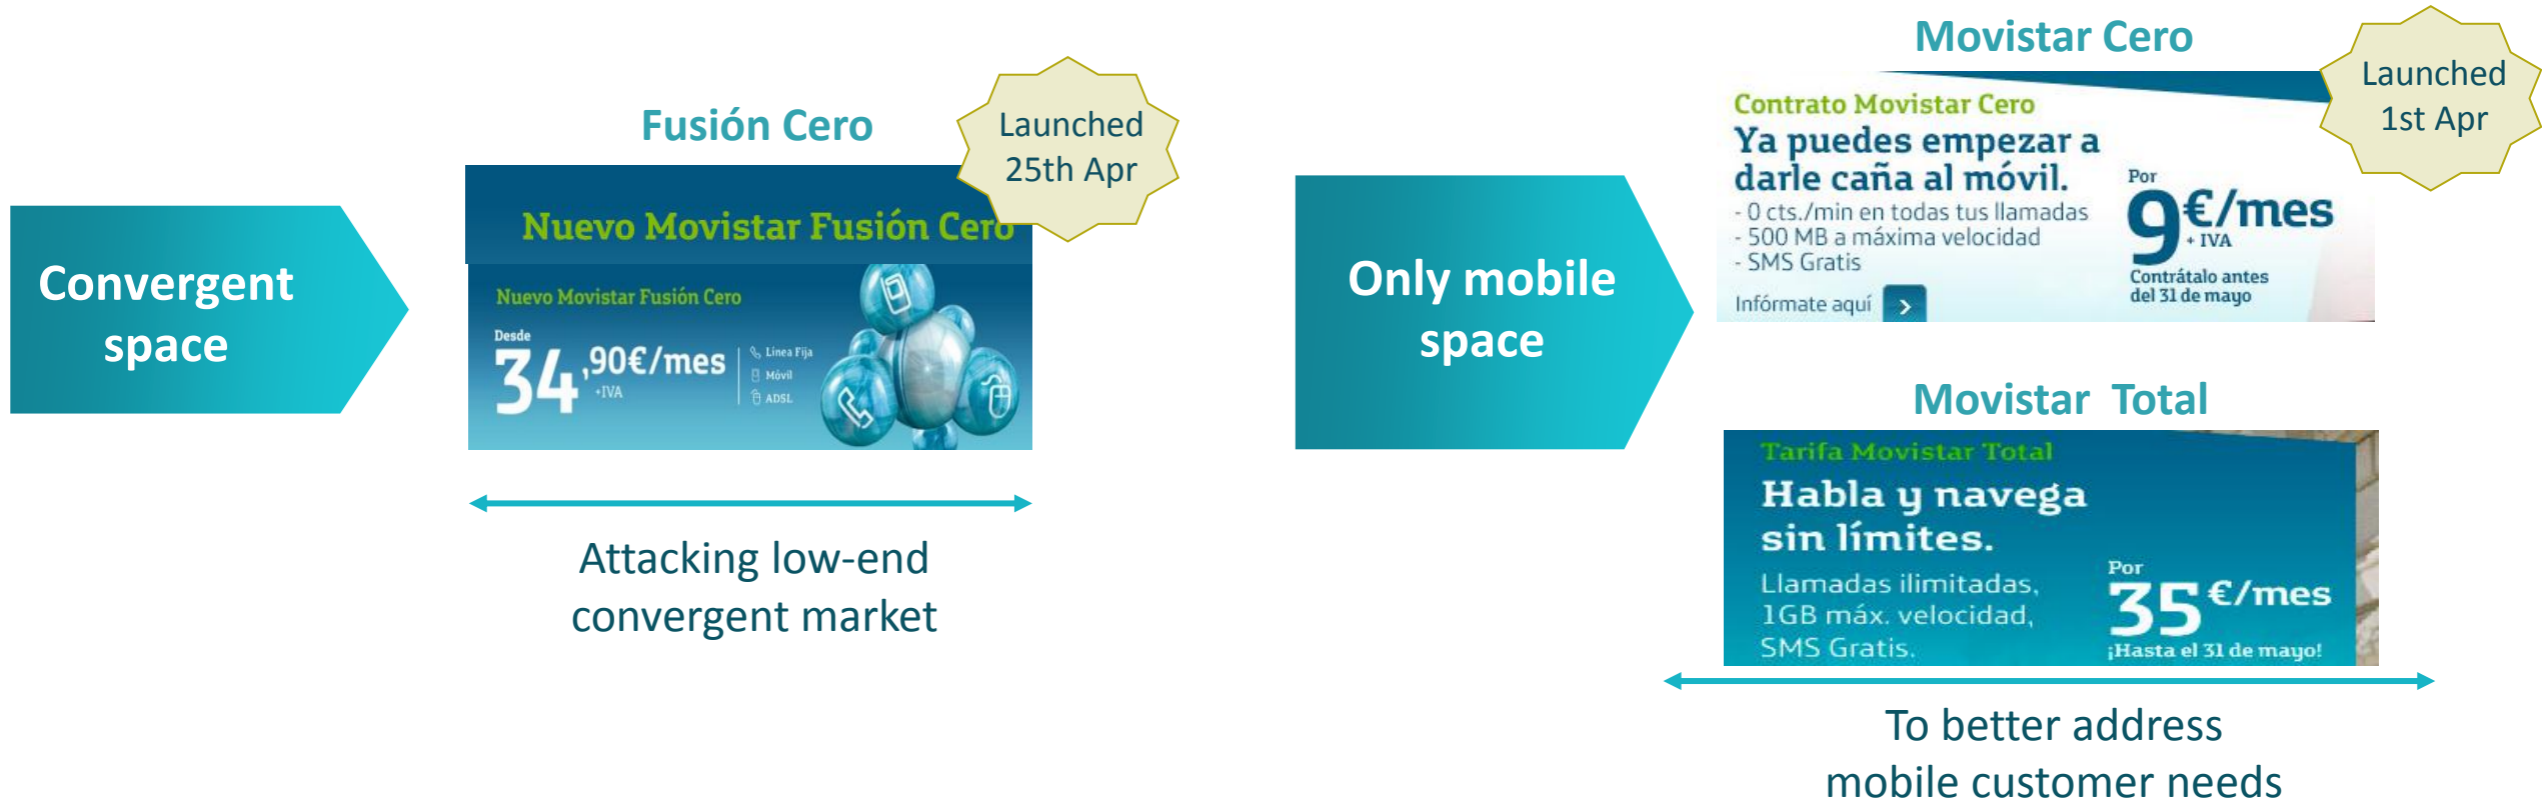 Convergent
space
Fusión Cero
Launched
25th Apr
Nuevo Movistar Fusión Cero
Nuevo Movistar Fusión Cero
Desde
34,90€/mes
+IVA
Línea Fija
Móvil
ADSL
Attacking low-end
convergent market
Only mobile
space
Movistar Cero
Launched
1st Apr
Contrato Movistar Cero
Ya puedes empezar a
darle caña al móvil.
- 0 cts./min en todas tus llamadas
- 500 MB a máxima velocidad
- SMS Gratis
Infórmate aquí >
Por
9€/mes
+ IVA
Contrátalo antes
del 31 de mayo
Movistar Total
Tarifa Movistar Total
Habla y navega
sin límites.
Llamadas ilimitadas,
1GB máx. velocidad,
SMS Gratis.
Por
35€/mes
¡Hasta el 31 de mayo!
To better address
mobile customer needs